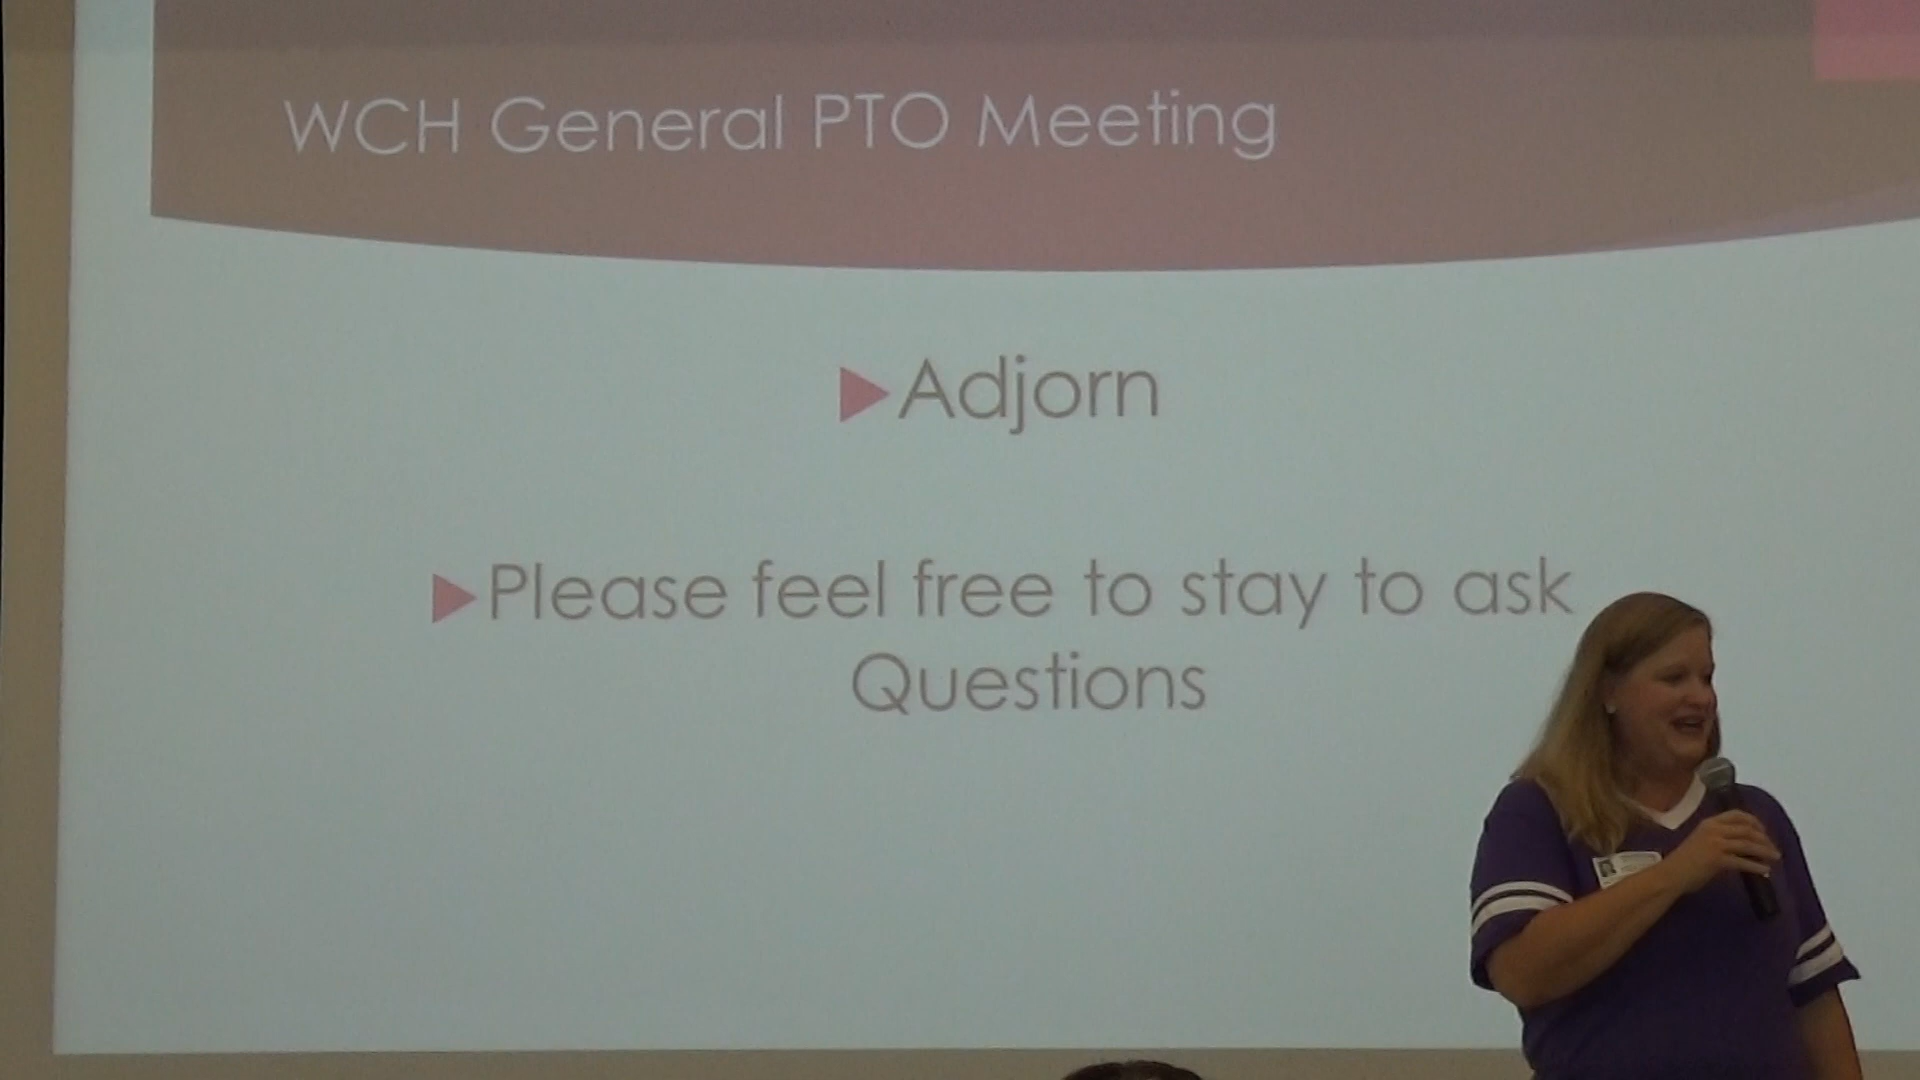 WCH General PTO Meeting
Adjorn
Please feel free to stay to ask
Questions